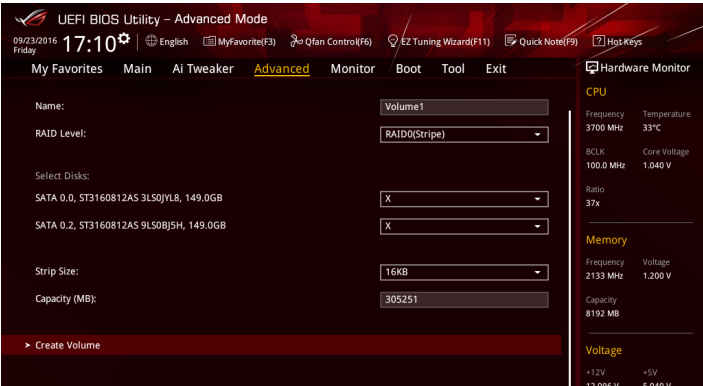 UEFI BIOS Utility – Advanced Mode
09/23/2016 Friday 17:10 English MyFavorite(F3) Qfan Control(F6) EZ Tuning Wizard(F11) Quick Note(F9) ? Hot Keys
My Favorites Main Ai Tweaker Advanced Monitor Boot Tool Exit
Hardware Monitor
Name: Volume1
RAID Level: RAID0(Stripe)
Select Disks:
SATA 0.0, ST3160812AS 3LS0JYL8, 149.0GB X
SATA 0.2, ST3160812AS 9LS0BJ5H, 149.0GB X
Strip Size: 16KB
Capacity (MB): 305251
> Create Volume
CPU
Frequency Temperature
3700 MHz 33°C
BCLK Core Voltage
100.0 MHz 1.040 V
Ratio
37x
Memory
Frequency Voltage
2133 MHz 1.200 V
Capacity
8192 MB
Voltage
+12V +5V
12.096 V 5.040 V